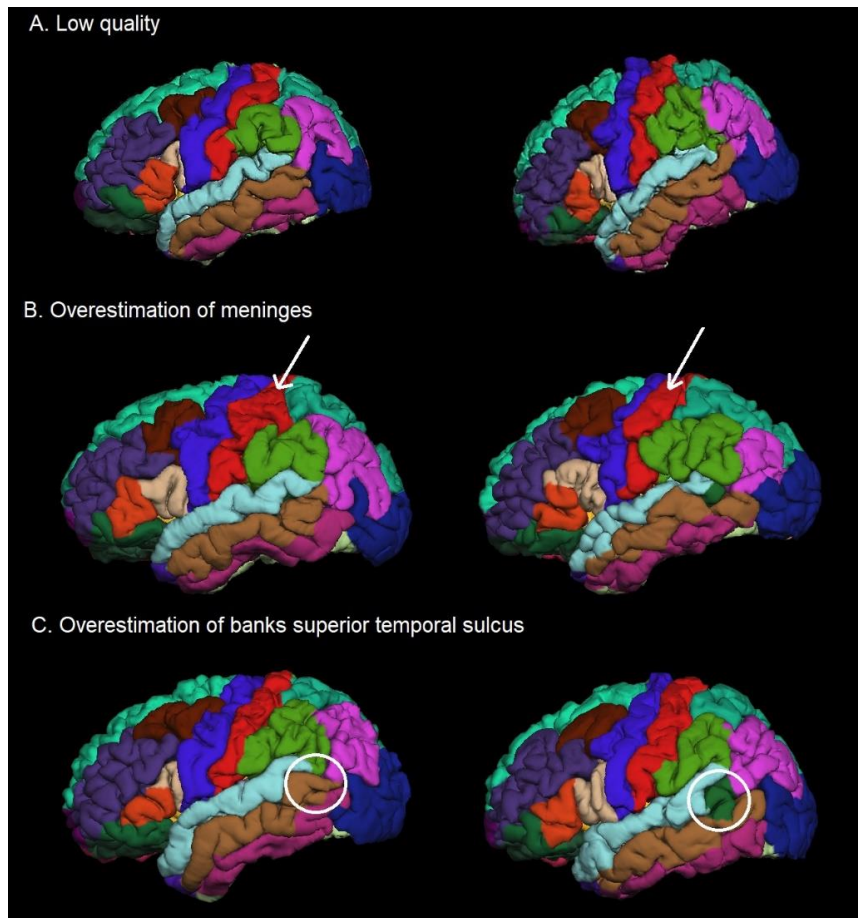 A. Low quality
B. Overestimation of meninges
C. Overestimation of banks superior temporal sulcus